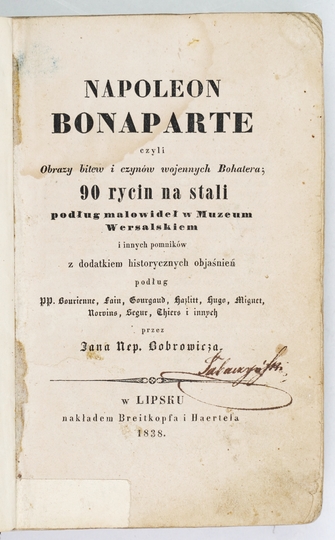 NAPOLEON
BONAPARTE
czyli
Obrazy bitew i czynów wojennych Bohatera;
90 rycin na stali
podług malowideł w Muzeum
Wersalskiem
i innych pomników
z dodatkiem historycznych objaśnień
podług
PP. Bourienne, Fain, Gourgaud, Hazlitt, Hugo, Mignet,
Norvins, Segur, Thiers i innych
przez
Jana Nep. Bobrowicza.
w LIPSKU
nakładem Breitkopfa i Haertela
1838.